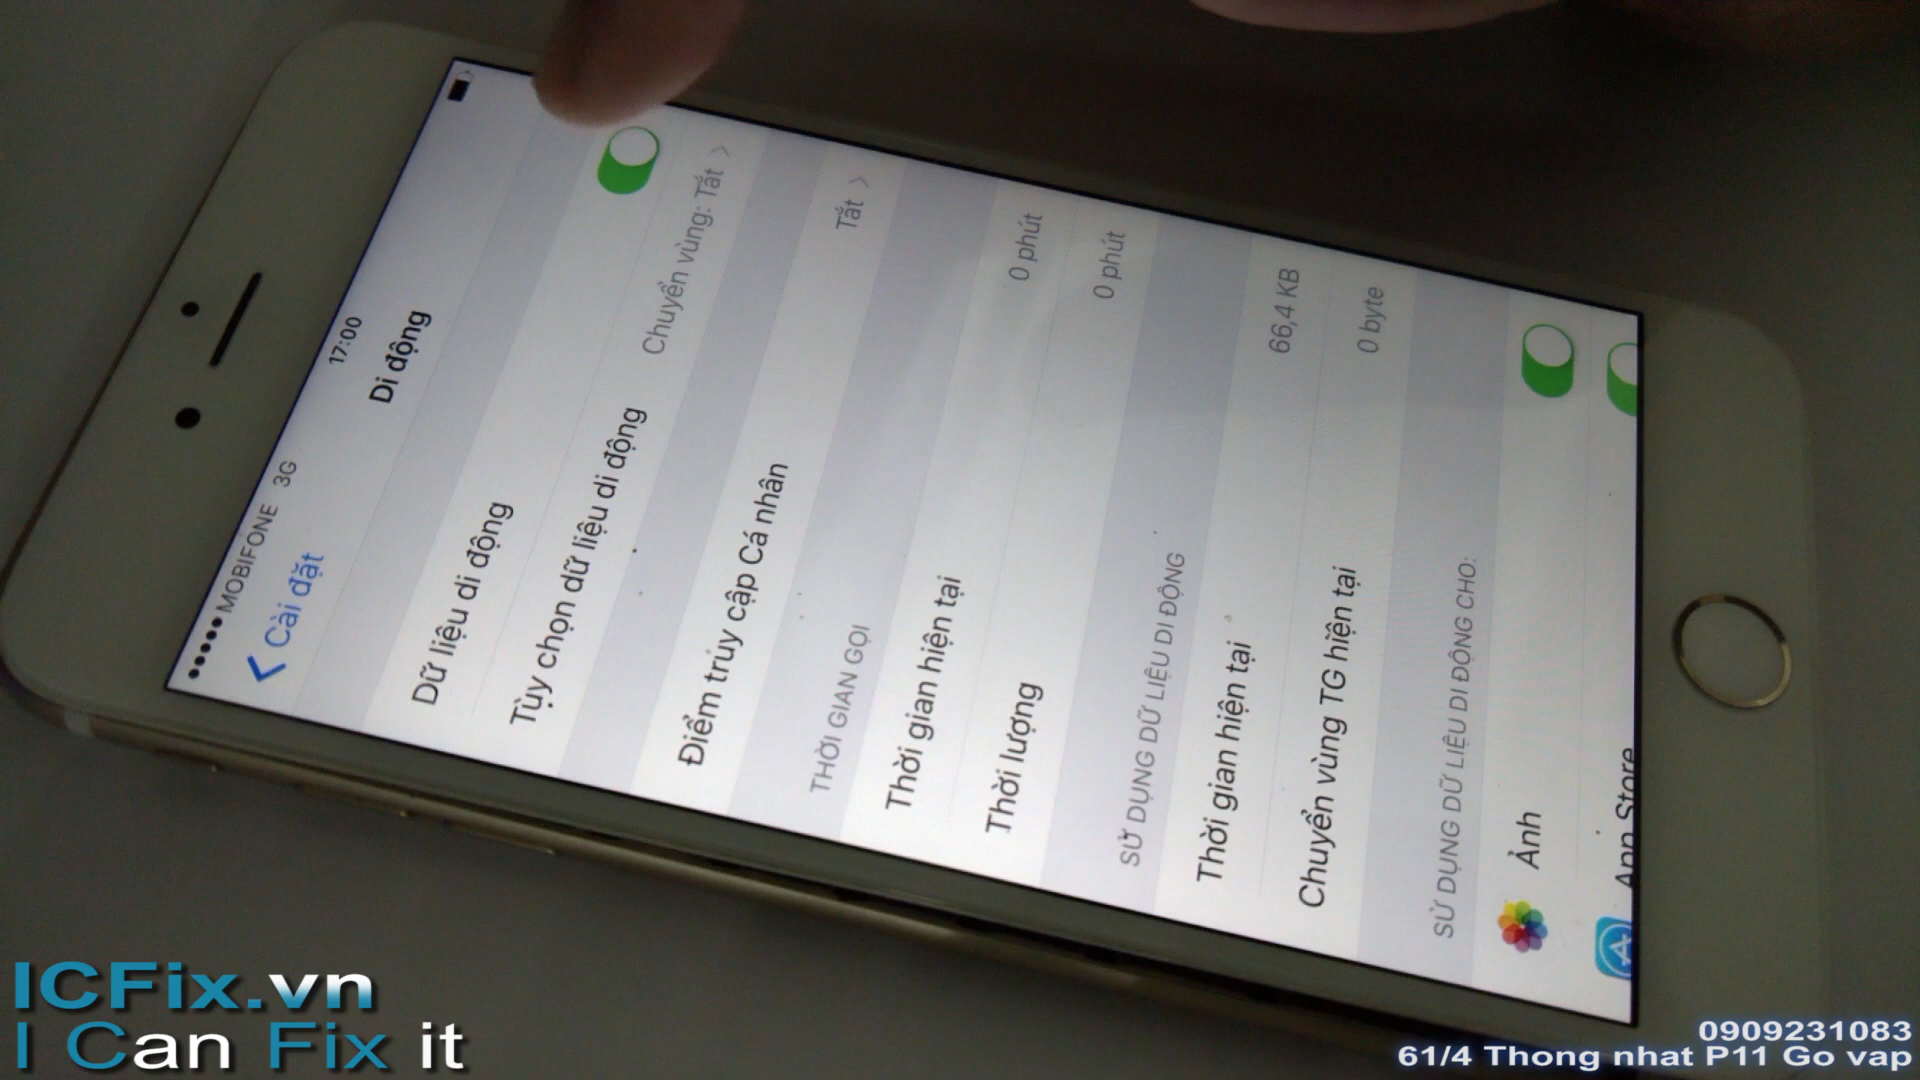 ●●●●● MOBIFONE 3G 17:00
Cài đặt Di động
Dữ liệu di động
Tùy chọn dữ liệu di động Chuyển vùng: Tắt
Điểm truy cập Cá nhân Tắt
THỜI GIAN GỌI
Thời gian hiện tại 0 phút
Thời lượng 0 phút
SỬ DỤNG DỮ LIỆU DI ĐỘNG
Thời gian hiện tại 66,4 KB
Chuyển vùng TG hiện tại 0 byte
SỬ DỤNG DỮ LIỆU DI ĐỘNG CHO:
Ảnh
App Store
ICFix.vn
I Can Fix it
0909231083
61/4 Thong nhat P11 Go vap